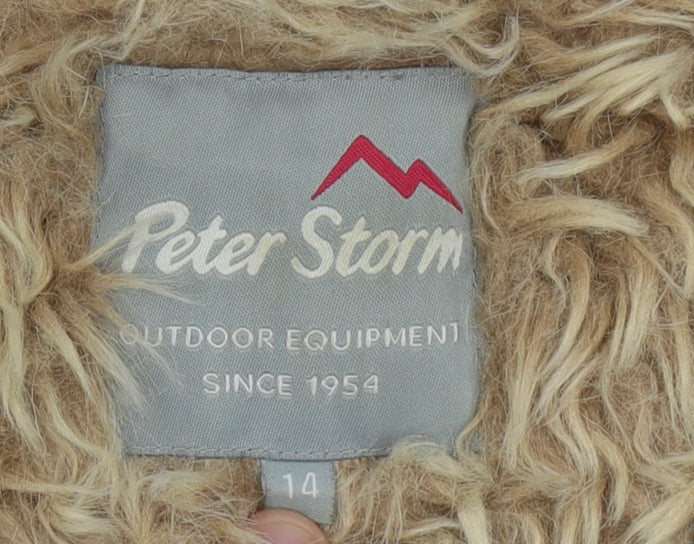 Peter Storm
OUTDOOR EQUIPMENT
SINCE 1954
14